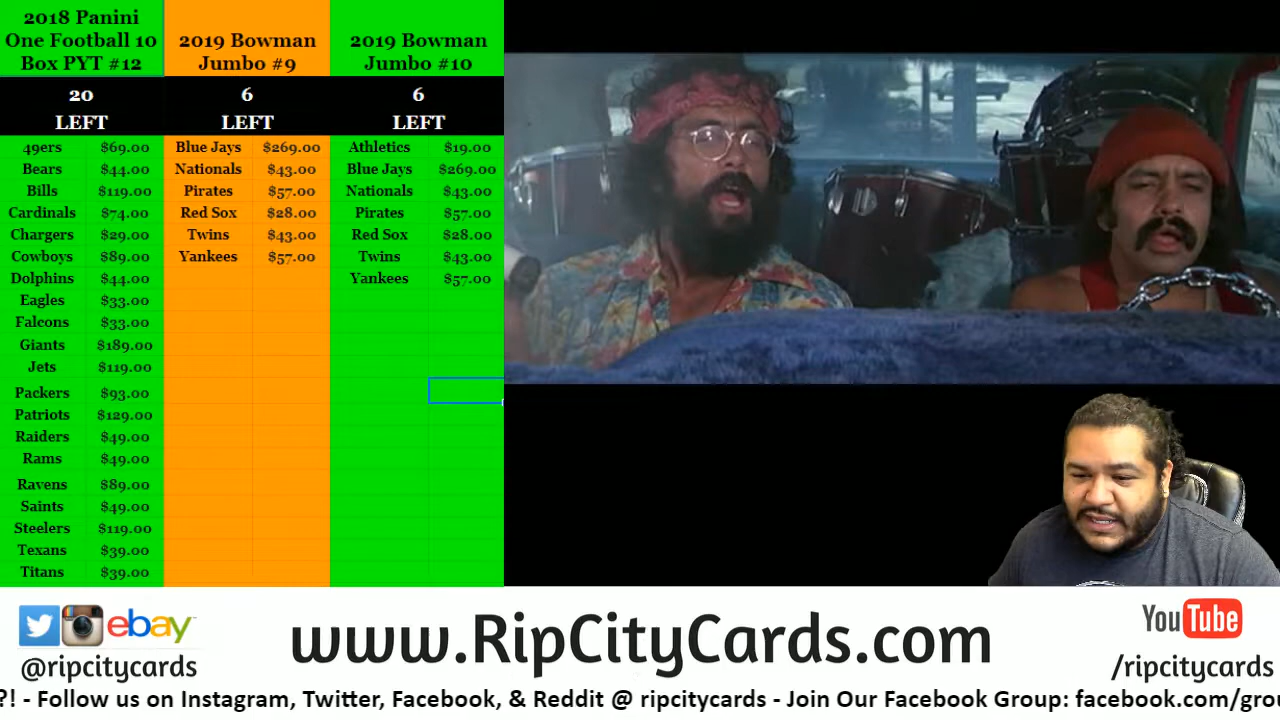 2018 Panini
One Football 10
Box PYT #12
20
LEFT
49ers $69.00
Bears $44.00
Bills $119.00
Cardinals $74.00
Chargers $29.00
Cowboys $89.00
Dolphins $44.00
Eagles $33.00
Falcons $33.00
Giants $189.00
Jets $119.00
Packers $93.00
Patriots $129.00
Raiders $49.00
Rams $49.00
Ravens $89.00
Saints $49.00
Steelers $119.00
Texans $39.00
Titans $39.00
2019 Bowman
Jumbo #9
6
LEFT
Blue Jays $269.00
Nationals $43.00
Pirates $57.00
Red Sox $28.00
Twins $43.00
Yankees $57.00
2019 Bowman
Jumbo #10
6
LEFT
Athletics $19.00
Blue Jays $269.00
Nationals $43.00
Pirates $57.00
Red Sox $28.00
Twins $43.00
Yankees $57.00
ebay
@ripcitycards
www.RipCityCards.com
YouTube
/ripcitycards
?! - Follow us on Instagram, Twitter, Facebook, & Reddit @ ripcitycards - Join Our Facebook Group: facebook.com/grou